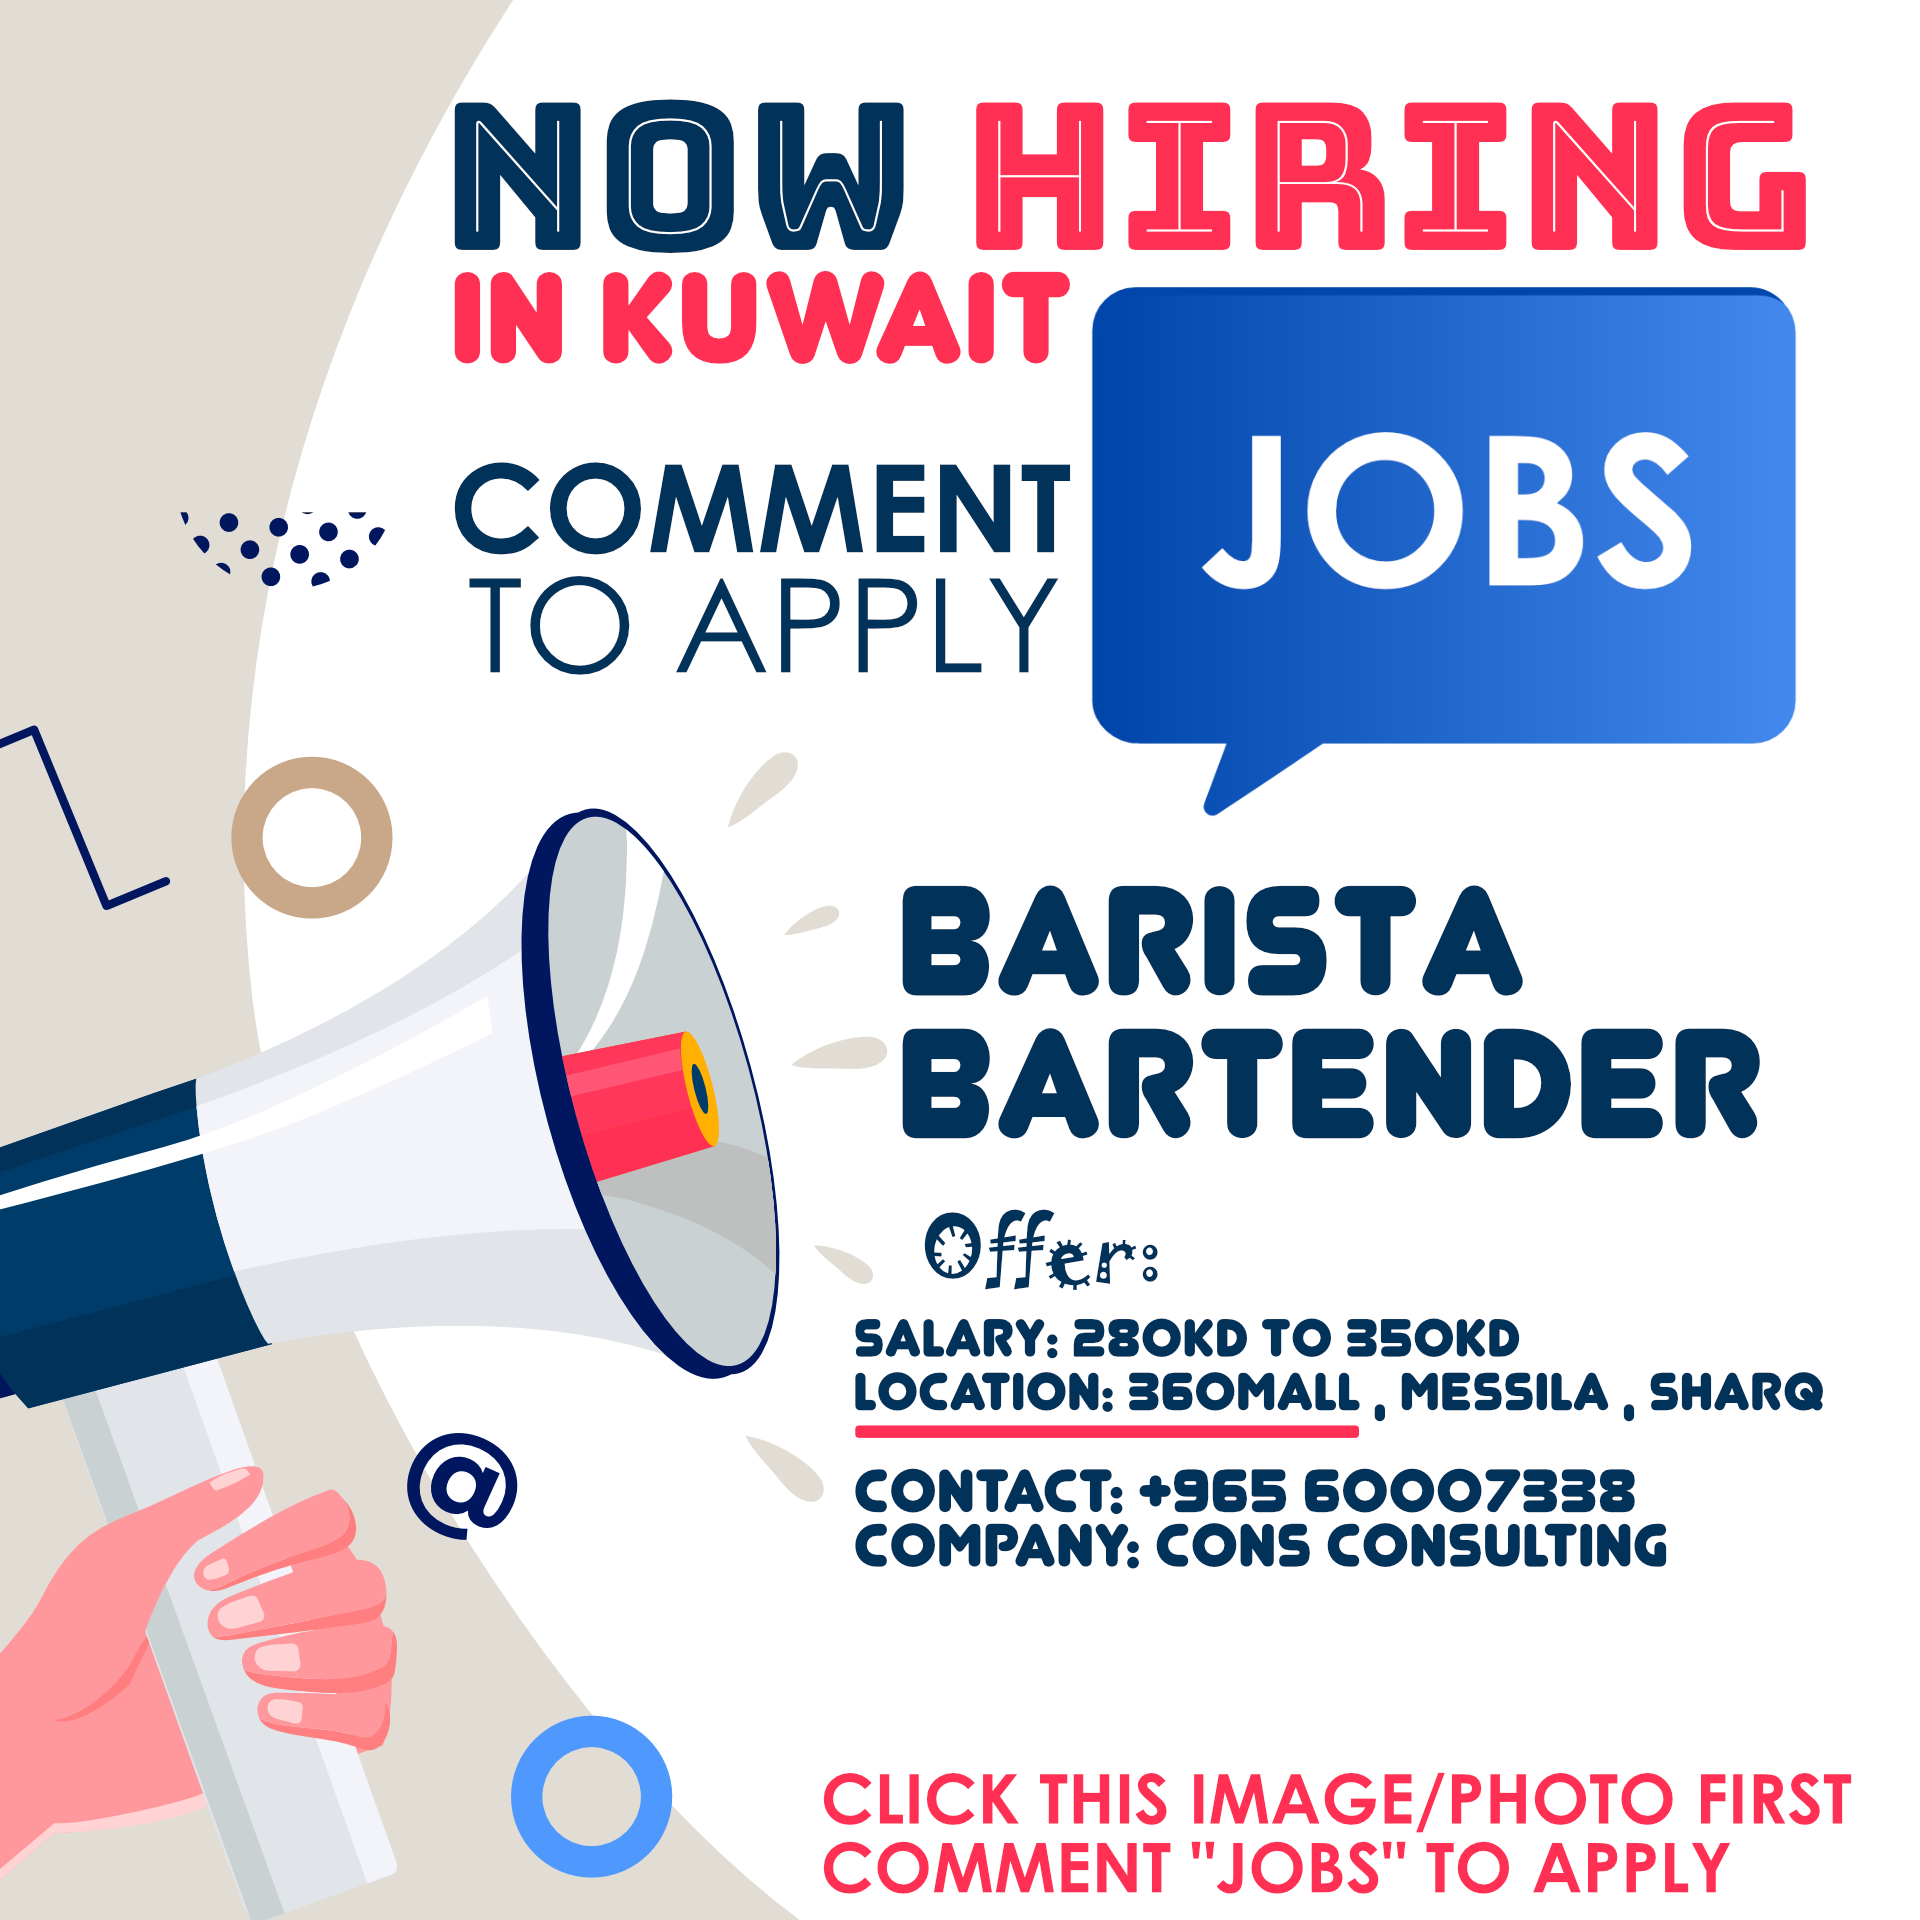 NOW HIRING
IN KUWAIT
COMMENT
TO APPLY
JOBS
BARISTA
BARTENDER
Offer:
SALARY: 280KD TO 350KD
LOCATION: 360MALL , MESSILA , SHARQ
@
CONTACT: +965 60007338
COMPANY: CONS CONSULTING
CLICK THIS IMAGE/PHOTO FIRST
COMMENT "JOBS" TO APPLY